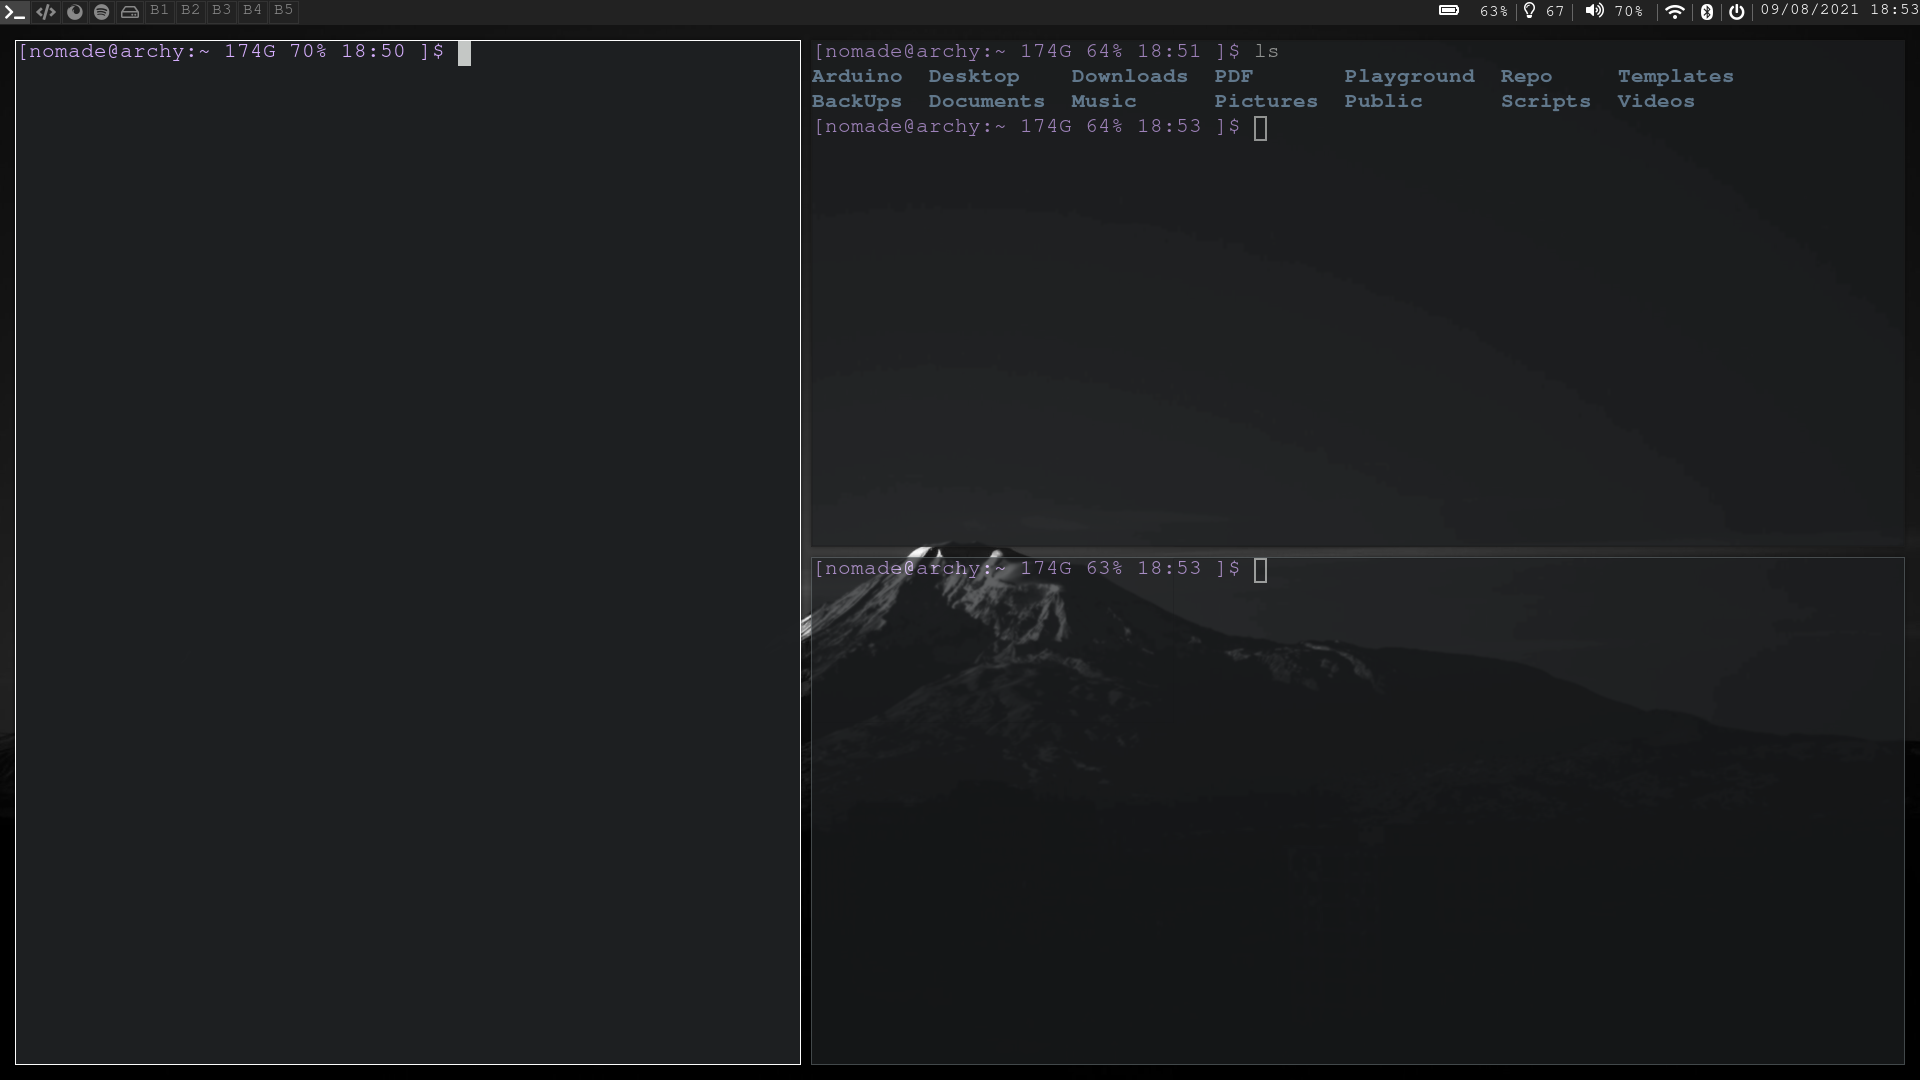 B1 B2 B3 B4 B5 63% 67 70% 09/08/2021 18:53
[nomade@archy:~ 174G 70% 18:50 ]$
[nomade@archy:~ 174G 64% 18:51 ]$ ls
Arduino Desktop Downloads PDF Playground Repo Templates
BackUps Documents Music Pictures Public Scripts Videos
[nomade@archy:~ 174G 64% 18:53 ]$
[nomade@archy:~ 174G 63% 18:53 ]$